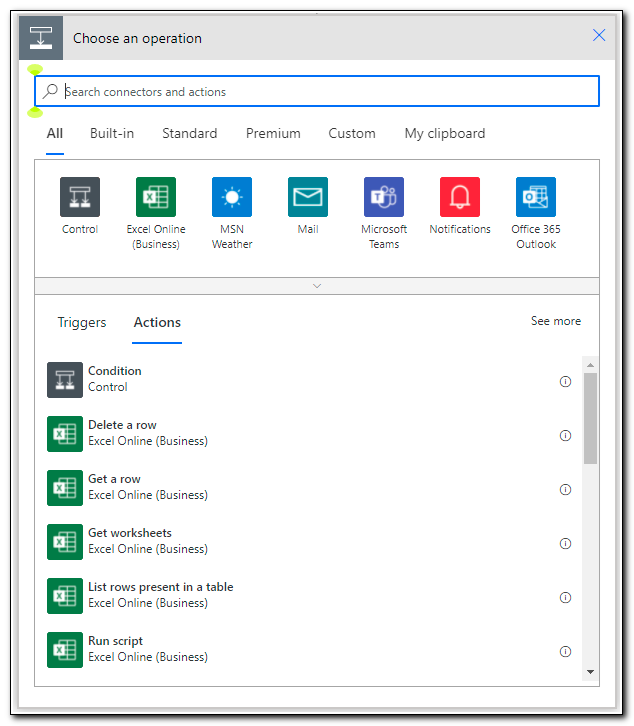 Choose an operation
Search connectors and actions
All Built-in Standard Premium Custom My clipboard
Control Excel Online (Business) MSN Weather Mail Microsoft Teams Notifications Office 365 Outlook
Triggers Actions See more
Condition
Control
Delete a row
Excel Online (Business)
Get a row
Excel Online (Business)
Get worksheets
Excel Online (Business)
List rows present in a table
Excel Online (Business)
Run script
Excel Online (Business)